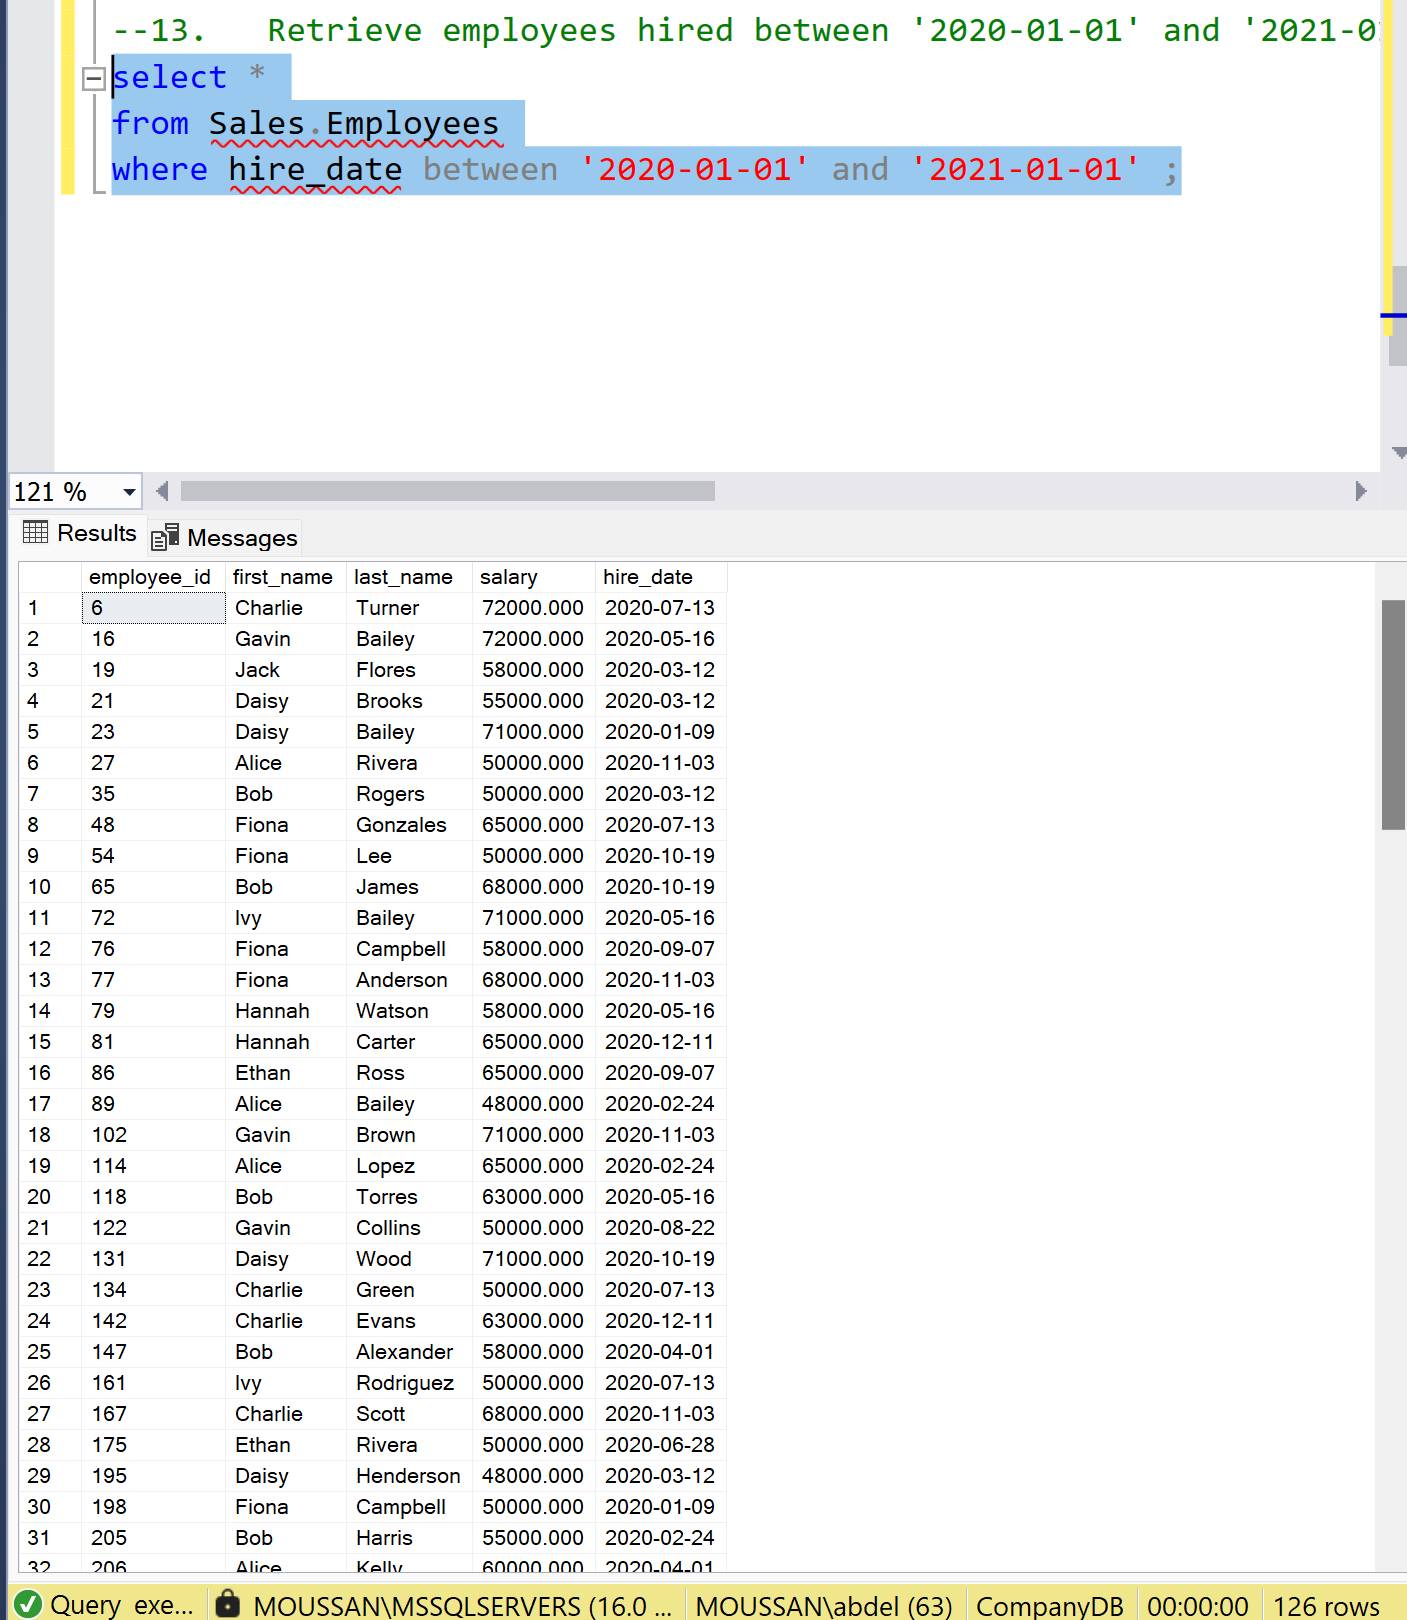 --13.   Retrieve employees hired between '2020-01-01' and '2021-0
select *
from Sales.Employees
where hire_date between '2020-01-01' and '2021-01-01' ;
121 %
Results Messages
employee_id first_name last_name salary hire_date
1 6 Charlie Turner 72000.000 2020-07-13
2 16 Gavin Bailey 72000.000 2020-05-16
3 19 Jack Flores 58000.000 2020-03-12
4 21 Daisy Brooks 55000.000 2020-03-12
5 23 Daisy Bailey 71000.000 2020-01-09
6 27 Alice Rivera 50000.000 2020-11-03
7 35 Bob Rogers 50000.000 2020-03-12
8 48 Fiona Gonzales 65000.000 2020-07-13
9 54 Fiona Lee 50000.000 2020-10-19
10 65 Bob James 68000.000 2020-10-19
11 72 Ivy Bailey 71000.000 2020-05-16
12 76 Fiona Campbell 58000.000 2020-09-07
13 77 Fiona Anderson 68000.000 2020-11-03
14 79 Hannah Watson 58000.000 2020-05-16
15 81 Hannah Carter 65000.000 2020-12-11
16 86 Ethan Ross 65000.000 2020-09-07
17 89 Alice Bailey 48000.000 2020-02-24
18 102 Gavin Brown 71000.000 2020-11-03
19 114 Alice Lopez 65000.000 2020-02-24
20 118 Bob Torres 63000.000 2020-05-16
21 122 Gavin Collins 50000.000 2020-08-22
22 131 Daisy Wood 71000.000 2020-10-19
23 134 Charlie Green 50000.000 2020-07-13
24 142 Charlie Evans 63000.000 2020-12-11
25 147 Bob Alexander 58000.000 2020-04-01
26 161 Ivy Rodriguez 50000.000 2020-07-13
27 167 Charlie Scott 68000.000 2020-11-03
28 175 Ethan Rivera 50000.000 2020-06-28
29 195 Daisy Henderson 48000.000 2020-03-12
30 198 Fiona Campbell 50000.000 2020-01-09
31 205 Bob Harris 55000.000 2020-02-24
32 206 Alice Kelly 60000.000 2020-04-01
Query exe... MOUSSAN\MSSQLSERVERS (16.0 ... MOUSSAN\abdel (63) CompanyDB 00:00:00 126 rows